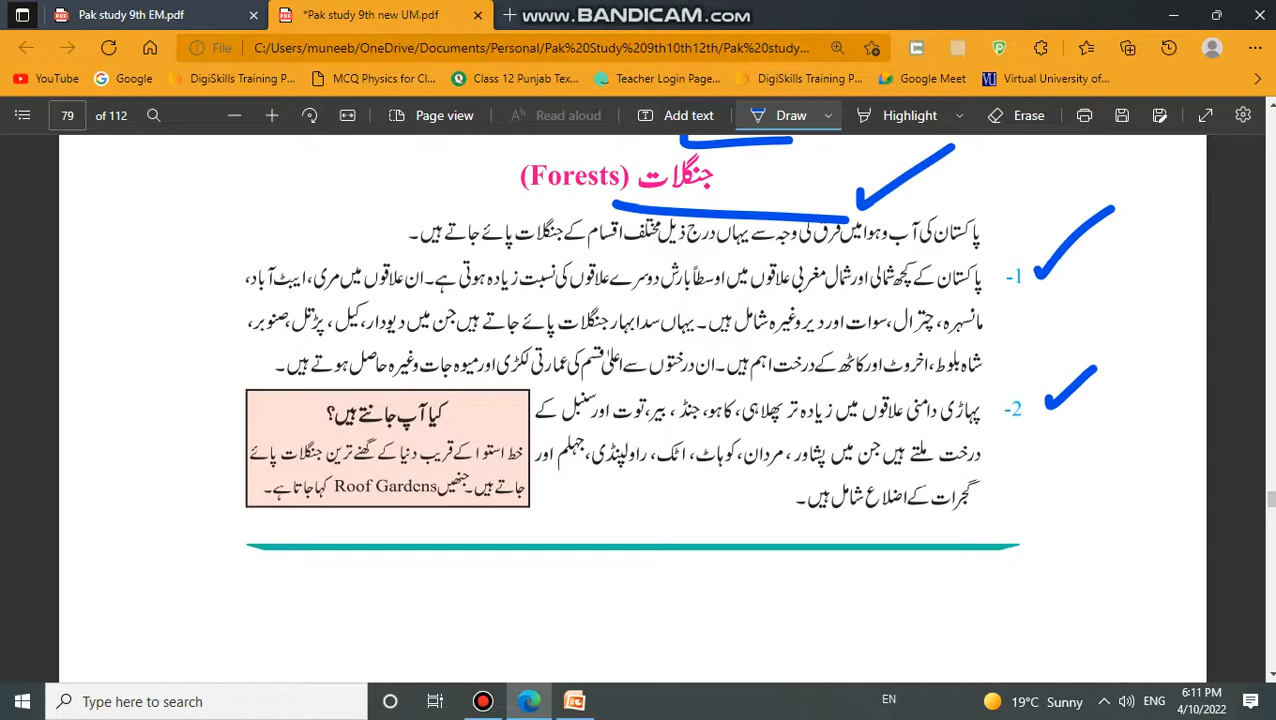 Pak study 9th EM.pdf
*Pak study 9th new UM.pdf
www.BANDICAM.com
File
C:/Users/muneeb/OneDrive/Documents/Personal/Pak%20Study%209th10th12th/Pak%20study...
YouTube
Google
DigiSkills Training P...
MCQ Physics for Cl...
Class 12 Punjab Tex...
Teacher Login Page...
DigiSkills Training P...
Google Meet
VU Virtual University of...
79 of 112
Page view
Read aloud
Add text
Draw
Highlight
Erase
جنگلات (Forests)
پاکستان کی آب و ہوا میں فرق کی وجہ سے یہاں درج ذیل مختلف اقسام کے جنگلات پائے جاتے ہیں۔
1- پاکستان کے کچھ شمالی اور شمال مغربی علاقوں میں اوسطاً بارش دوسرے علاقوں کی نسبت زیادہ ہوتی ہے۔ ان علاقوں میں مری، ایبٹ آباد،
مانسہرہ، چترال، سوات اور دیر وغیرہ شامل ہیں۔ یہاں سدا بہار جنگلات پائے جاتے ہیں جن میں دیودار، کیل، پڑتل، صنوبر،
شاہ بلوط، اخروٹ اور کاٹھ کے درخت اہم ہیں۔ ان درختوں سے اعلیٰ قسم کی عمارتی لکڑی اور میوہ جات وغیرہ حاصل ہوتے ہیں۔
2- پہاڑی دامنی علاقوں میں زیادہ تر پھلاہی، کاہو، جنڈ، بیر، توت اور سنبل کے
درخت ملتے ہیں جن میں پشاور، مردان، کوہاٹ، اٹک، راولپنڈی، جہلم اور
گجرات کے اضلاع شامل ہیں۔
کیا آپ جانتے ہیں؟
خط استوا کے قریب دنیا کے گھنے ترین جنگلات پائے
جاتے ہیں۔ جنھیں Roof Gardens کہا جاتا ہے۔
Type here to search
EN
19°C Sunny
ENG
6:11 PM
4/10/2022